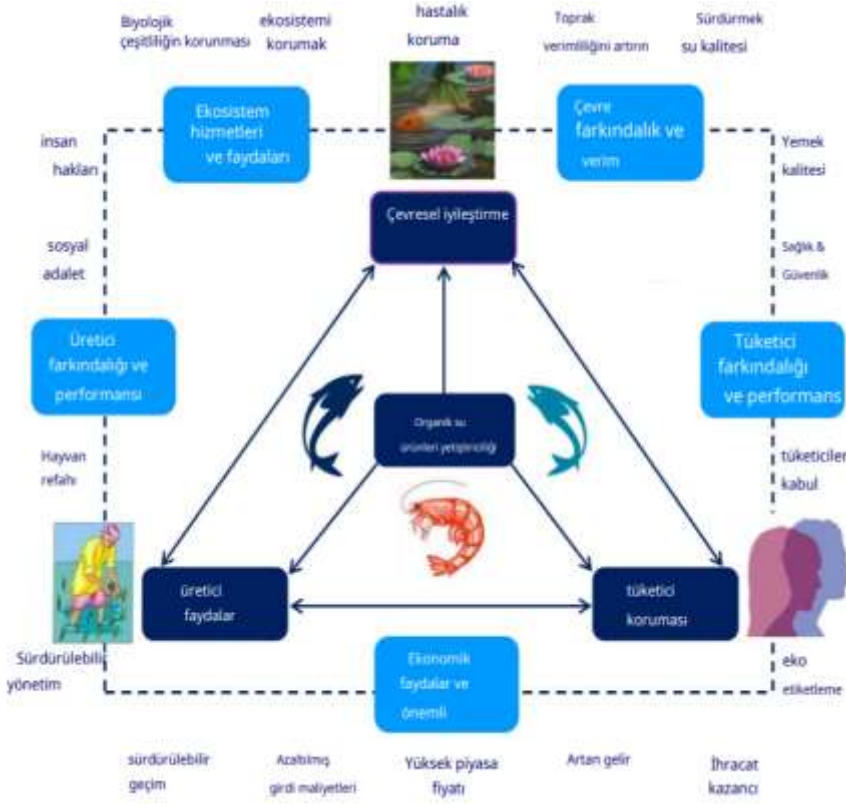 Biyolojik
çeşitliliğin korunması
ekosistemi
korumak
hastalık
koruma
Toprak
verimliliğini artırın
Sürdürmek
su kalitesi
Ekosistem
hizmetleri
ve faydaları
Çevre
farkındalık ve
verim
insan
hakları
Yemek
kalitesi
Çevresel iyileştirme
sosyal
adalet
Sağlık &
Güvenlik
Üretici
farkındalığı ve
performansı
Tüketici
farkındalığı
ve performans
Organik su
ürünleri yetiştiriciliği
Hayvan
refahı
tüketiciler
kabul
üretici
faydalar
tüketici
koruması
Sürdürülebilir
yönetim
Ekonomik
faydalar ve
önemli
eko
etiketleme
sürdürülebilir
geçim
Azaltılmış
girdi maliyetleri
Yüksek piyasa
fiyatı
Artan gelir
İhracat
kazancı